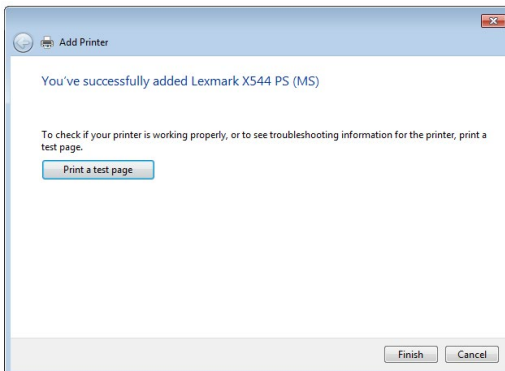 Add Printer
You've successfully added Lexmark X544 PS (MS)
To check if your printer is working properly, or to see troubleshooting information for the printer, print a
test page.
Print a test page
Finish Cancel